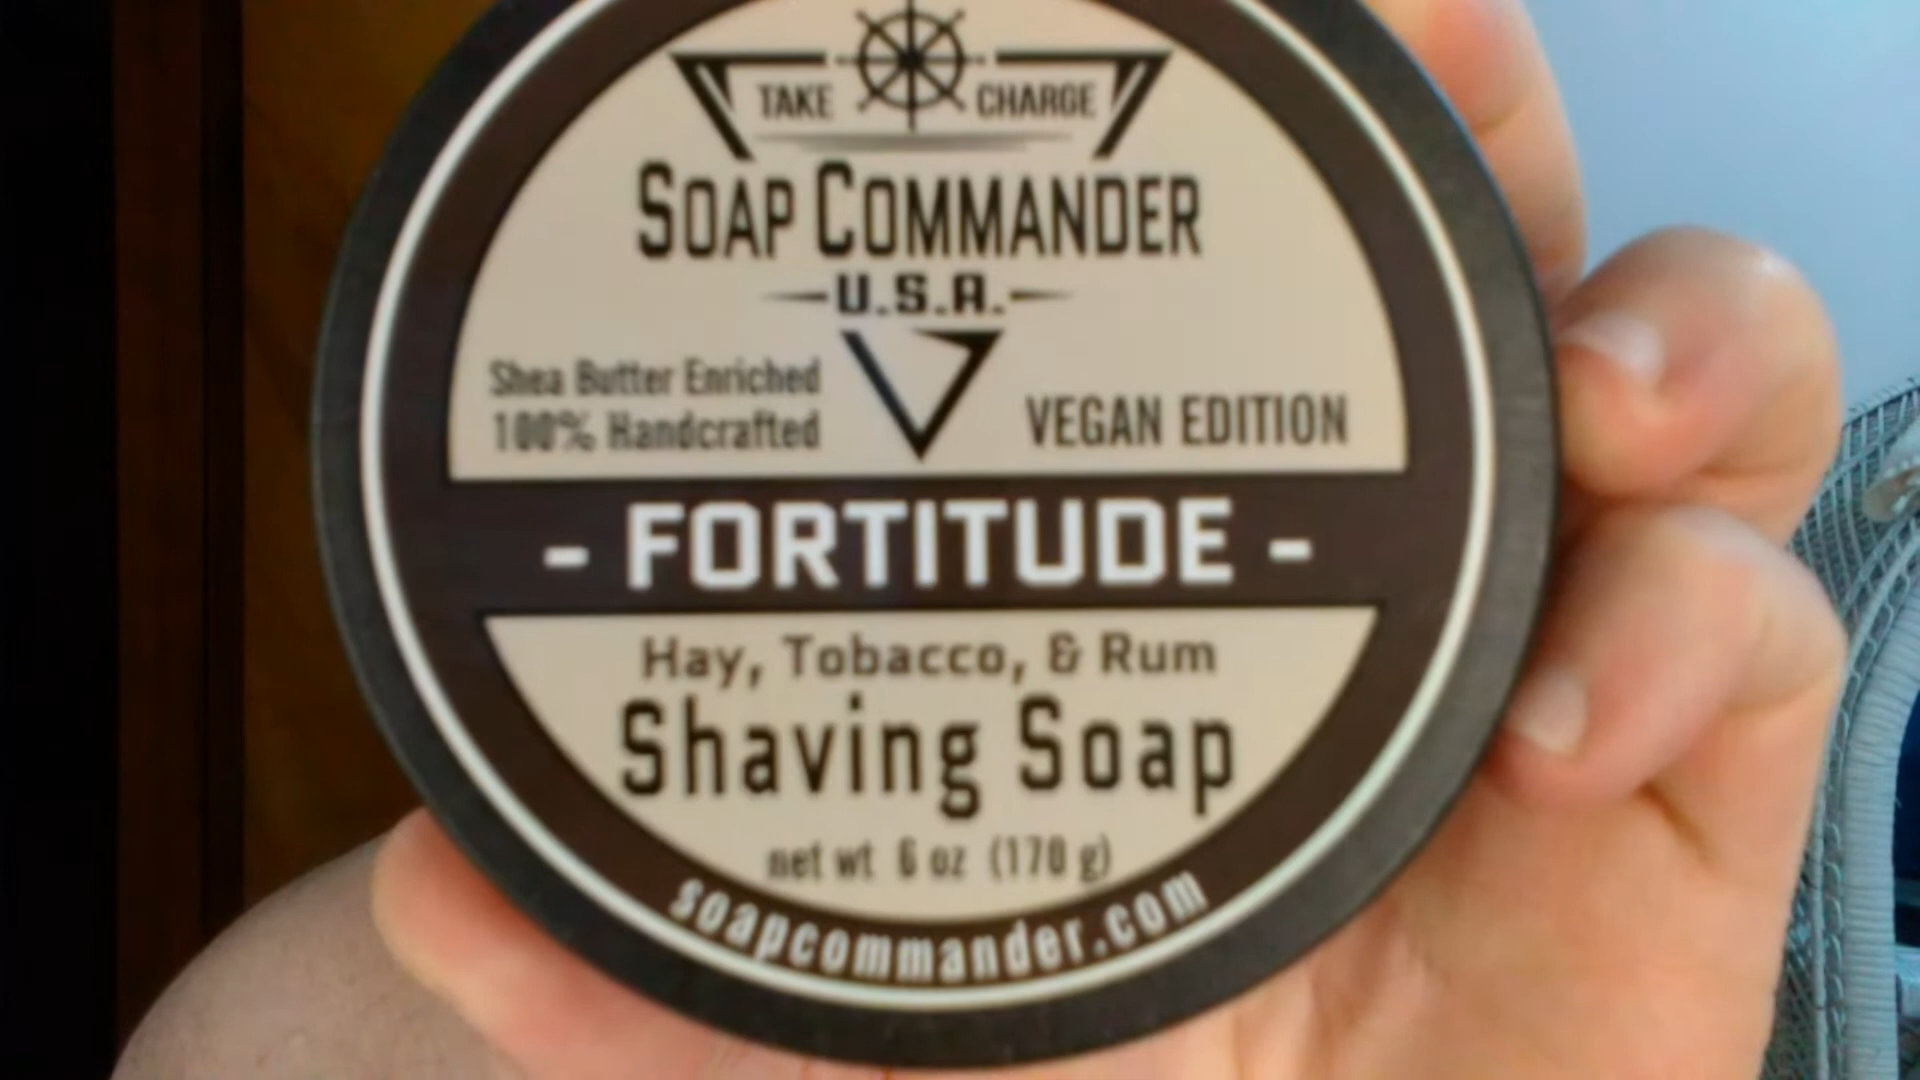 TAKE CHARGE
SOAP COMMANDER
U.S.A.
Shea Butter Enriched
100% Handcrafted
VEGAN EDITION
- FORTITUDE -
Hay, Tobacco, & Rum
Shaving Soap
net wt 6 oz (170 g)
soapcommander.com